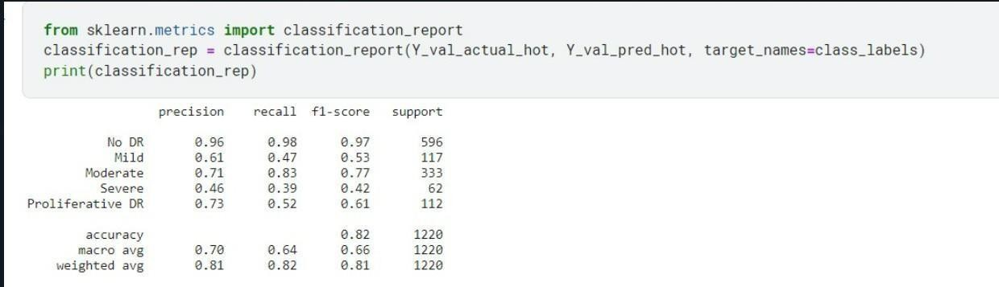 from sklearn.metrics import classification_report
classification_rep = classification_report(Y_val_actual_hot, Y_val_pred_hot, target_names=class_labels)
print(classification_rep)
precision recall f1-score support
No DR 0.96 0.98 0.97 596
Mild 0.61 0.47 0.53 117
Moderate 0.71 0.83 0.77 333
Severe 0.46 0.39 0.42 62
Proliferative DR 0.73 0.52 0.61 112
accuracy 0.82 1220
macro avg 0.70 0.64 0.66 1220
weighted avg 0.81 0.82 0.81 1220